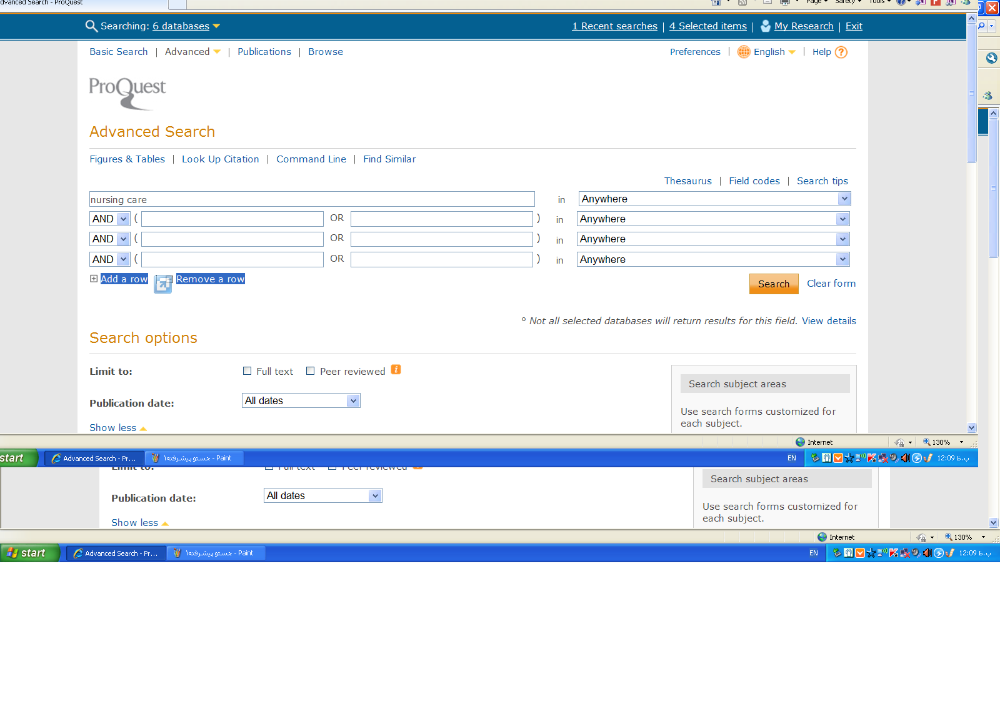 dvanced Search - ProQuest
Page Safety Tools
Searching: 6 databases 1 Recent searches | 4 Selected items | My Research | Exit
Basic Search | Advanced | Publications | Browse Preferences | English | Help ?
ProQuest
Advanced Search
Figures & Tables | Look Up Citation | Command Line | Find Similar
Thesaurus | Field codes | Search tips
nursing care in Anywhere
AND ( OR ) in Anywhere
AND ( OR ) in Anywhere
AND ( OR ) in Anywhere
Add a row Remove a row Search Clear form
° Not all selected databases will return results for this field. View details
Search options
Limit to: Full text Peer reviewed i
Search subject areas
Publication date: All dates
Use search forms customized for
each subject.
Show less
Internet 130%
start Advanced Search - Pr... جستو پیشرفته۱ - Paint EN 12:09 ب.ظ
Limit to: Full text Peer reviewed
Search subject areas
Publication date: All dates
Use search forms customized for
each subject.
Show less
Internet 130%
start Advanced Search - Pr... جستو پیشرفته۱ - Paint EN 12:09 ب.ظ